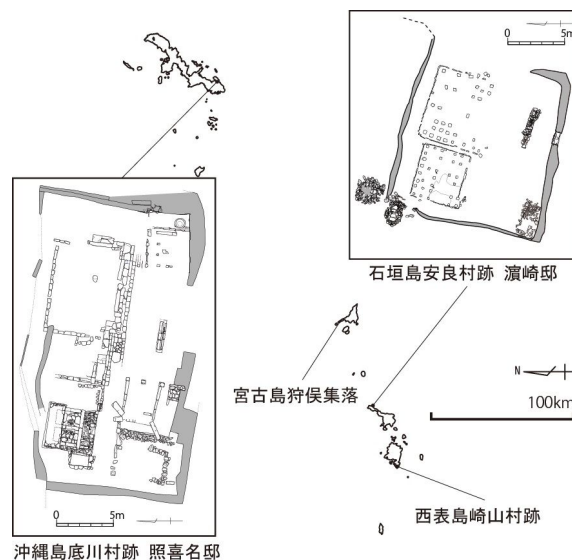 0 5m
石垣島安良村跡 濵崎邸
宮古島狩俣集落
N
100km
西表島崎山村跡
0 5m
沖縄島底川村跡 照喜名邸